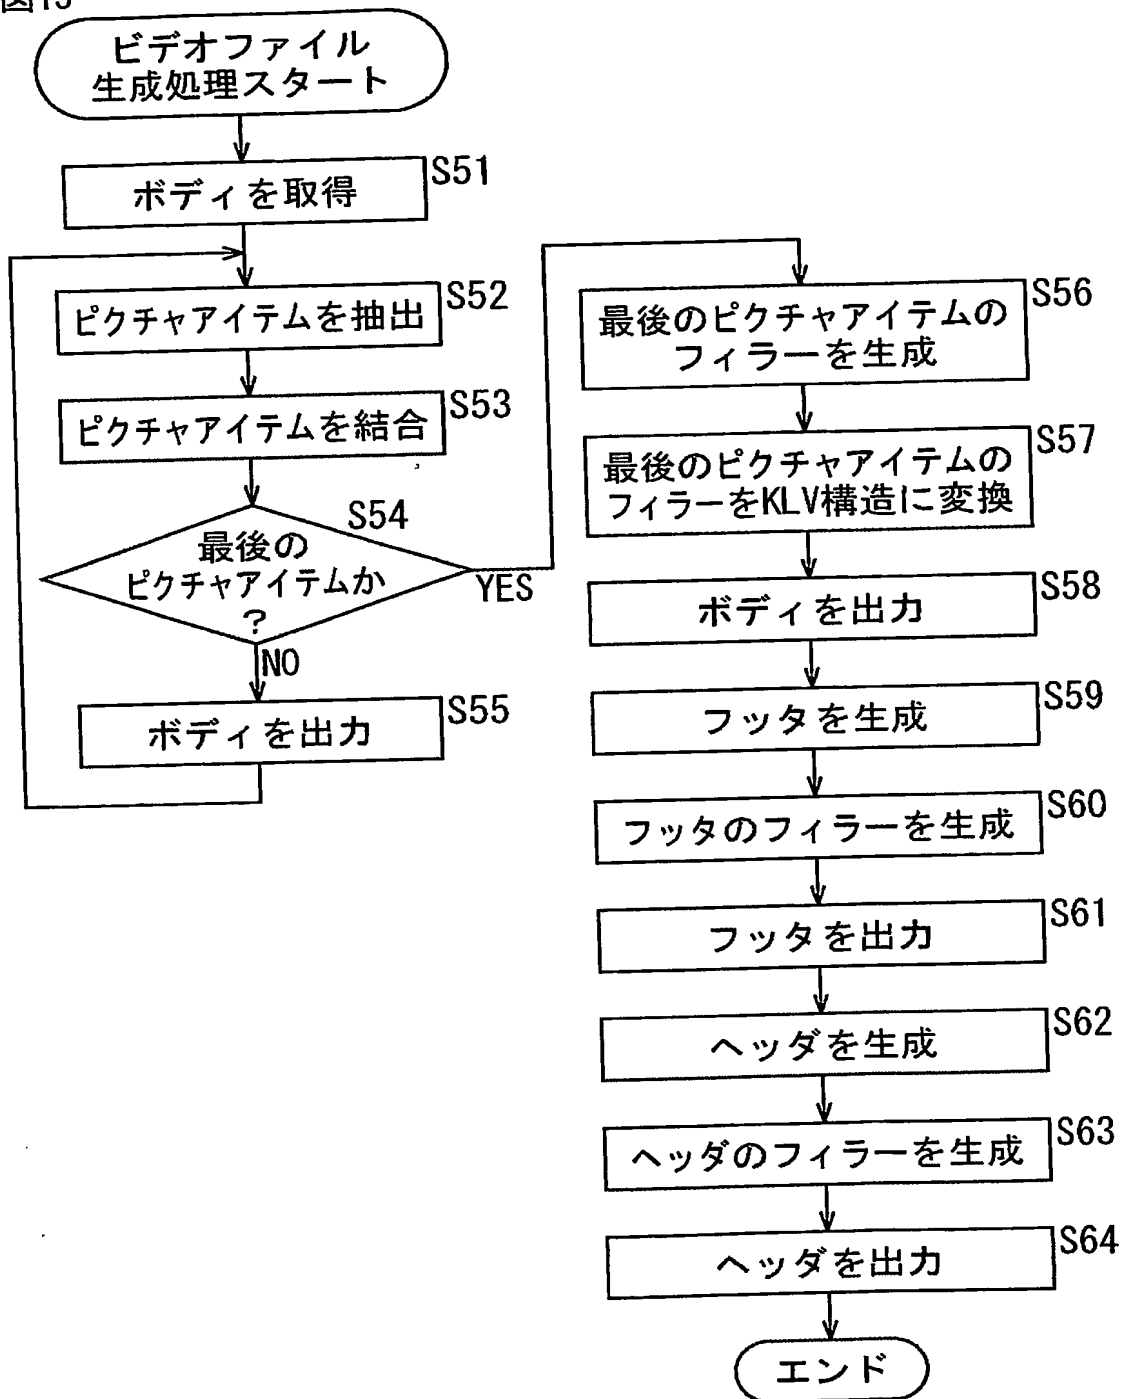 図13
ビデオファイル
生成処理スタート
S51
ボディを取得
S52
ピクチャアイテムを抽出
S53
ピクチャアイテムを結合
S54
最後の
ピクチャアイテムか
?
YES
NO
S55
ボディを出力
S56
最後のピクチャアイテムの
フィラーを生成
S57
最後のピクチャアイテムの
フィラーをKLV構造に変換
S58
ボディを出力
S59
フッタを生成
S60
フッタのフィラーを生成
S61
フッタを出力
S62
ヘッダを生成
S63
ヘッダのフィラーを生成
S64
ヘッダを出力
エンド